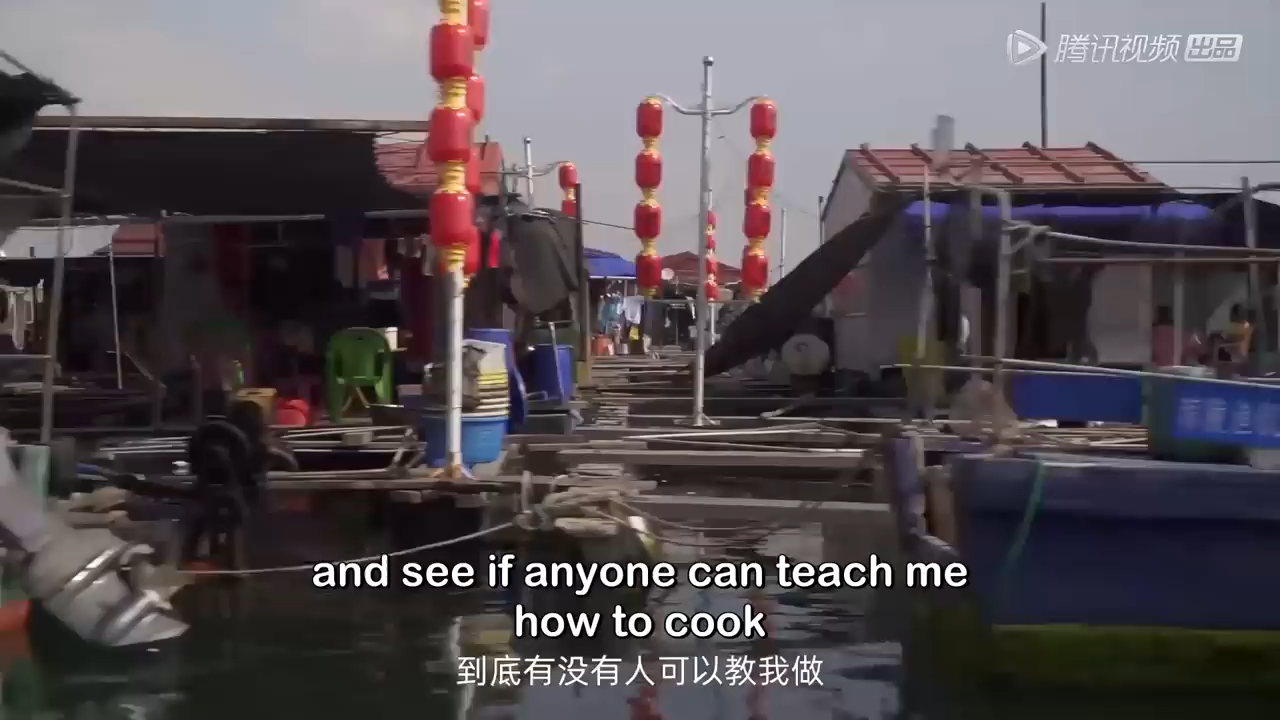 腾讯视频 出品
and see if anyone can teach me
how to cook
到底有没有人可以教我做